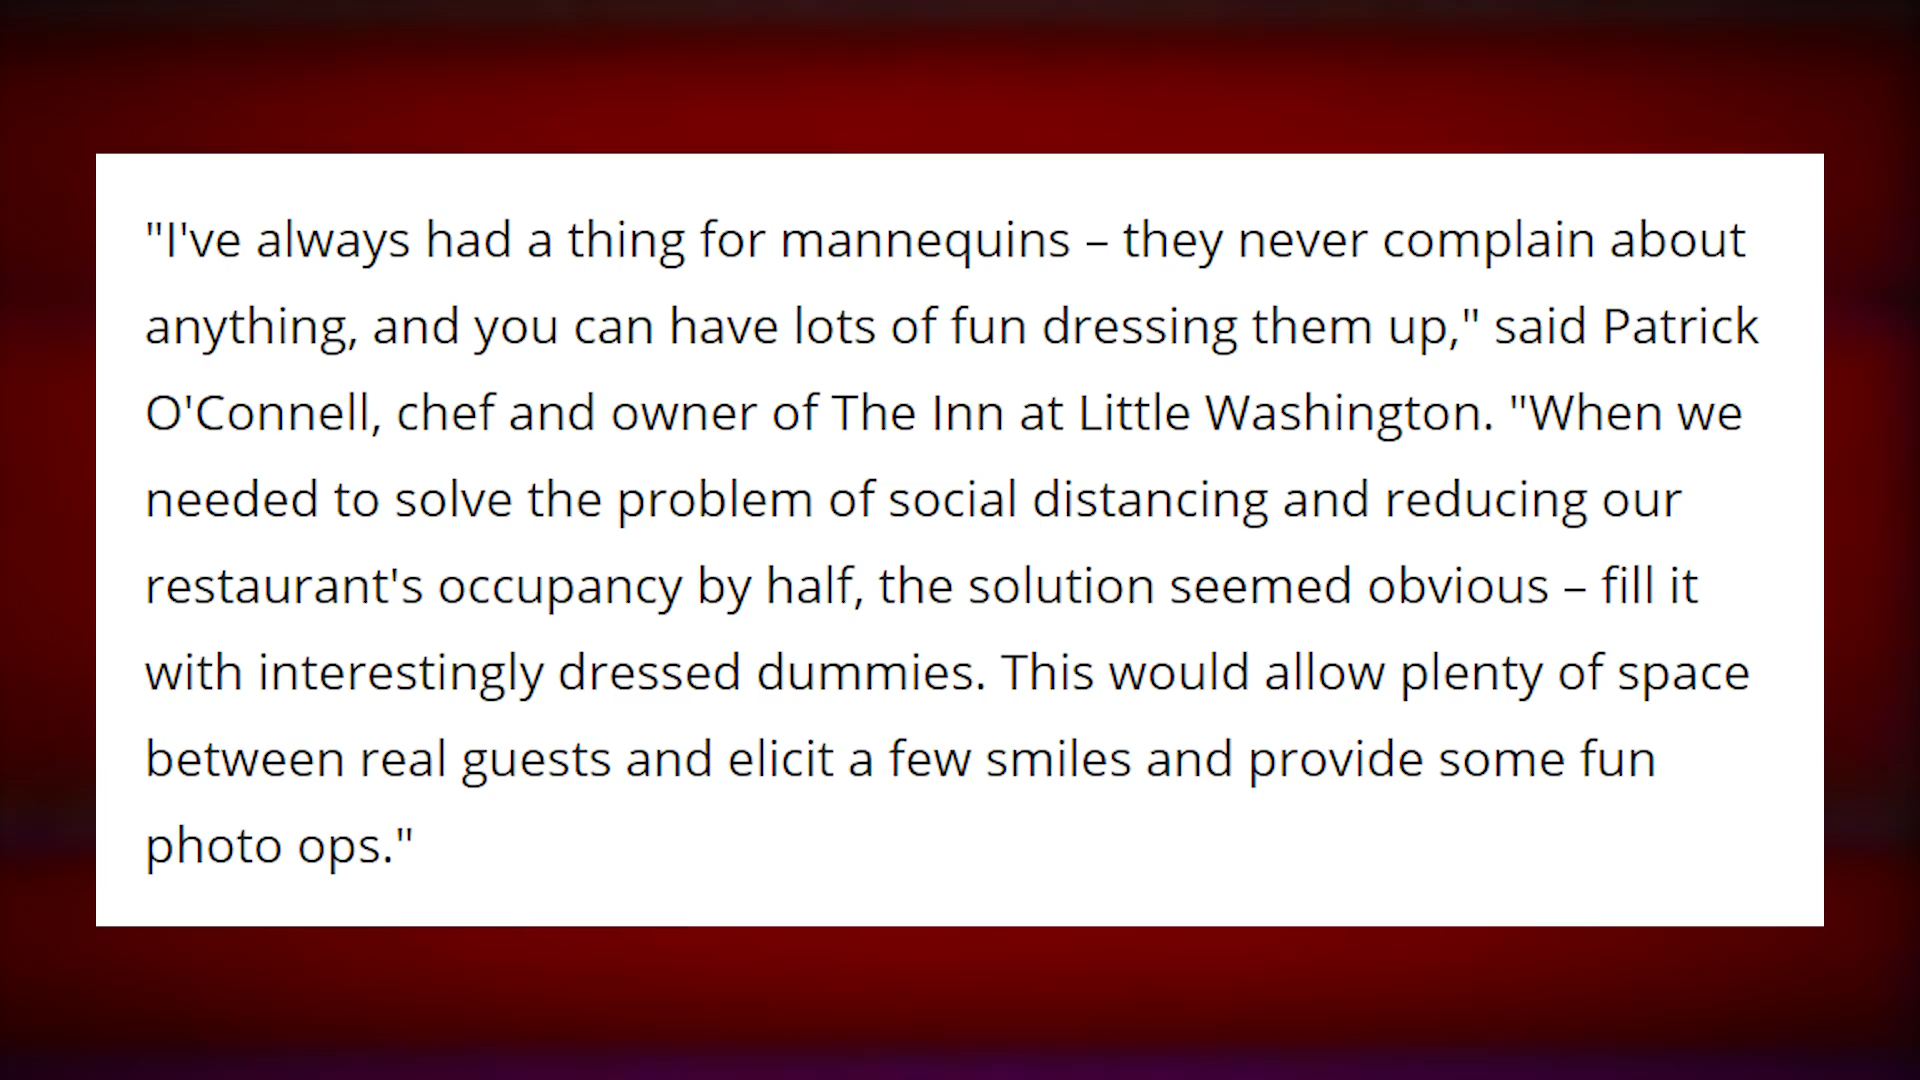 "I've always had a thing for mannequins – they never complain about
anything, and you can have lots of fun dressing them up," said Patrick
O'Connell, chef and owner of The Inn at Little Washington. "When we
needed to solve the problem of social distancing and reducing our
restaurant's occupancy by half, the solution seemed obvious – fill it
with interestingly dressed dummies. This would allow plenty of space
between real guests and elicit a few smiles and provide some fun
photo ops."